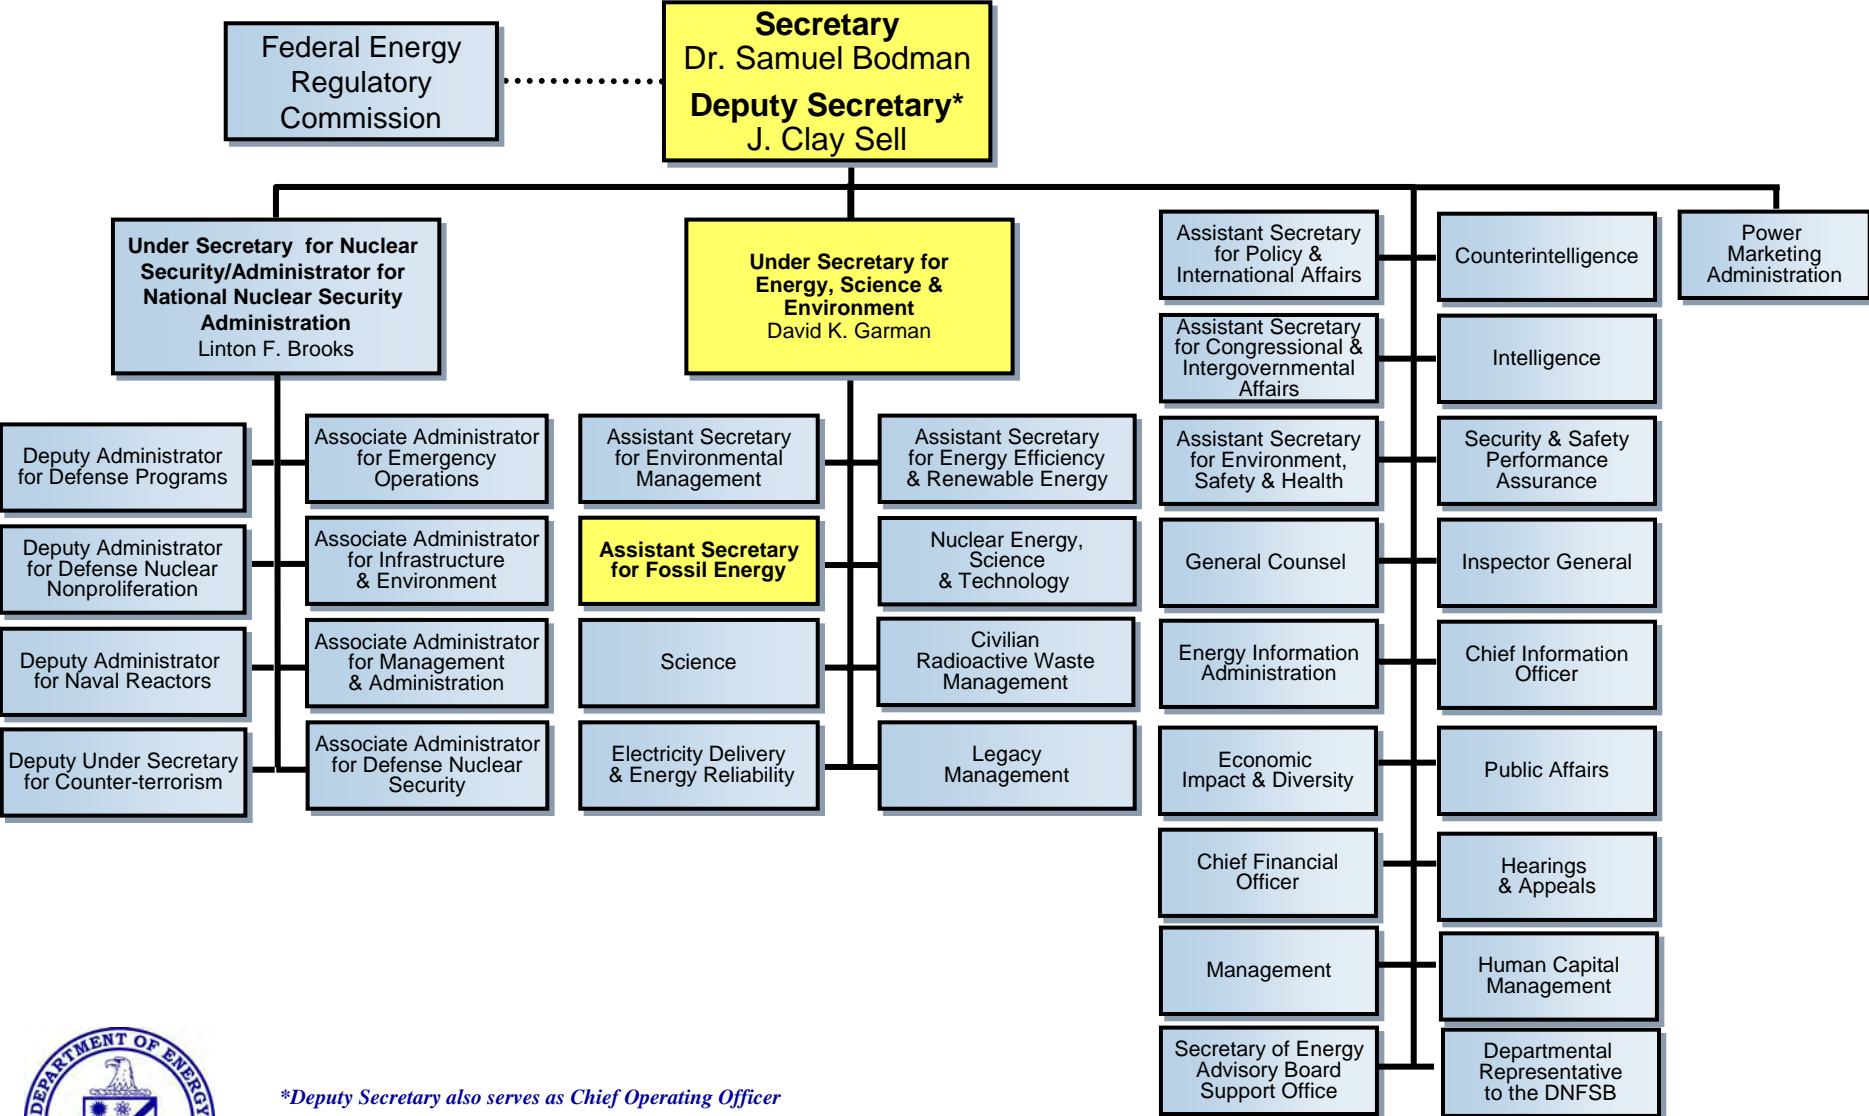 Federal Energy
Regulatory
Commission
Secretary
Dr. Samuel Bodman
Deputy Secretary*
J. Clay Sell
Under Secretary for Nuclear
Security/Administrator for
National Nuclear Security
Administration
Linton F. Brooks
Under Secretary for
Energy, Science &
Environment
David K. Garman
Deputy Administrator
for Defense Programs
Associate Administrator
for Emergency
Operations
Deputy Administrator
for Defense Nuclear
Nonproliferation
Associate Administrator
for Infrastructure
& Environment
Deputy Administrator
for Naval Reactors
Associate Administrator
for Management
& Administration
Deputy Under Secretary
for Counter-terrorism
Associate Administrator
for Defense Nuclear
Security
Assistant Secretary
for Environmental
Management
Assistant Secretary
for Energy Efficiency
& Renewable Energy
Assistant Secretary
for Fossil Energy
Nuclear Energy,
Science
& Technology
Science
Civilian
Radioactive Waste
Management
Electricity Delivery
& Energy Reliability
Legacy
Management
Assistant Secretary
for Policy &
International Affairs
Counterintelligence
Power
Marketing
Administration
Assistant Secretary
for Congressional &
Intergovernmental
Affairs
Intelligence
Assistant Secretary
for Environment,
Safety & Health
Security & Safety
Performance
Assurance
General Counsel
Inspector General
Energy Information
Administration
Chief Information
Officer
Economic
Impact & Diversity
Public Affairs
Chief Financial
Officer
Hearings
& Appeals
Management
Human Capital
Management
Secretary of Energy
Advisory Board
Support Office
Departmental
Representative
to the DNFSB
DEPARTMENT OF ENERGY
*Deputy Secretary also serves as Chief Operating Officer